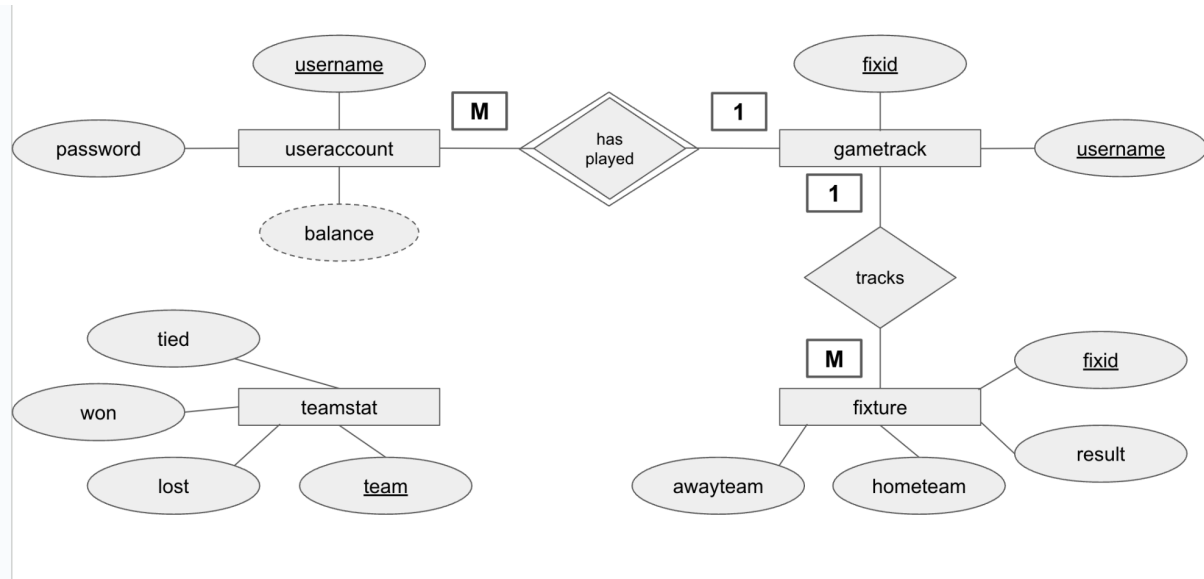 username
fixid
M
1
password
useraccount
has
played
gametrack
username
1
balance
tracks
tied
M
fixid
won
teamstat
fixture
result
lost
team
awayteam
hometeam